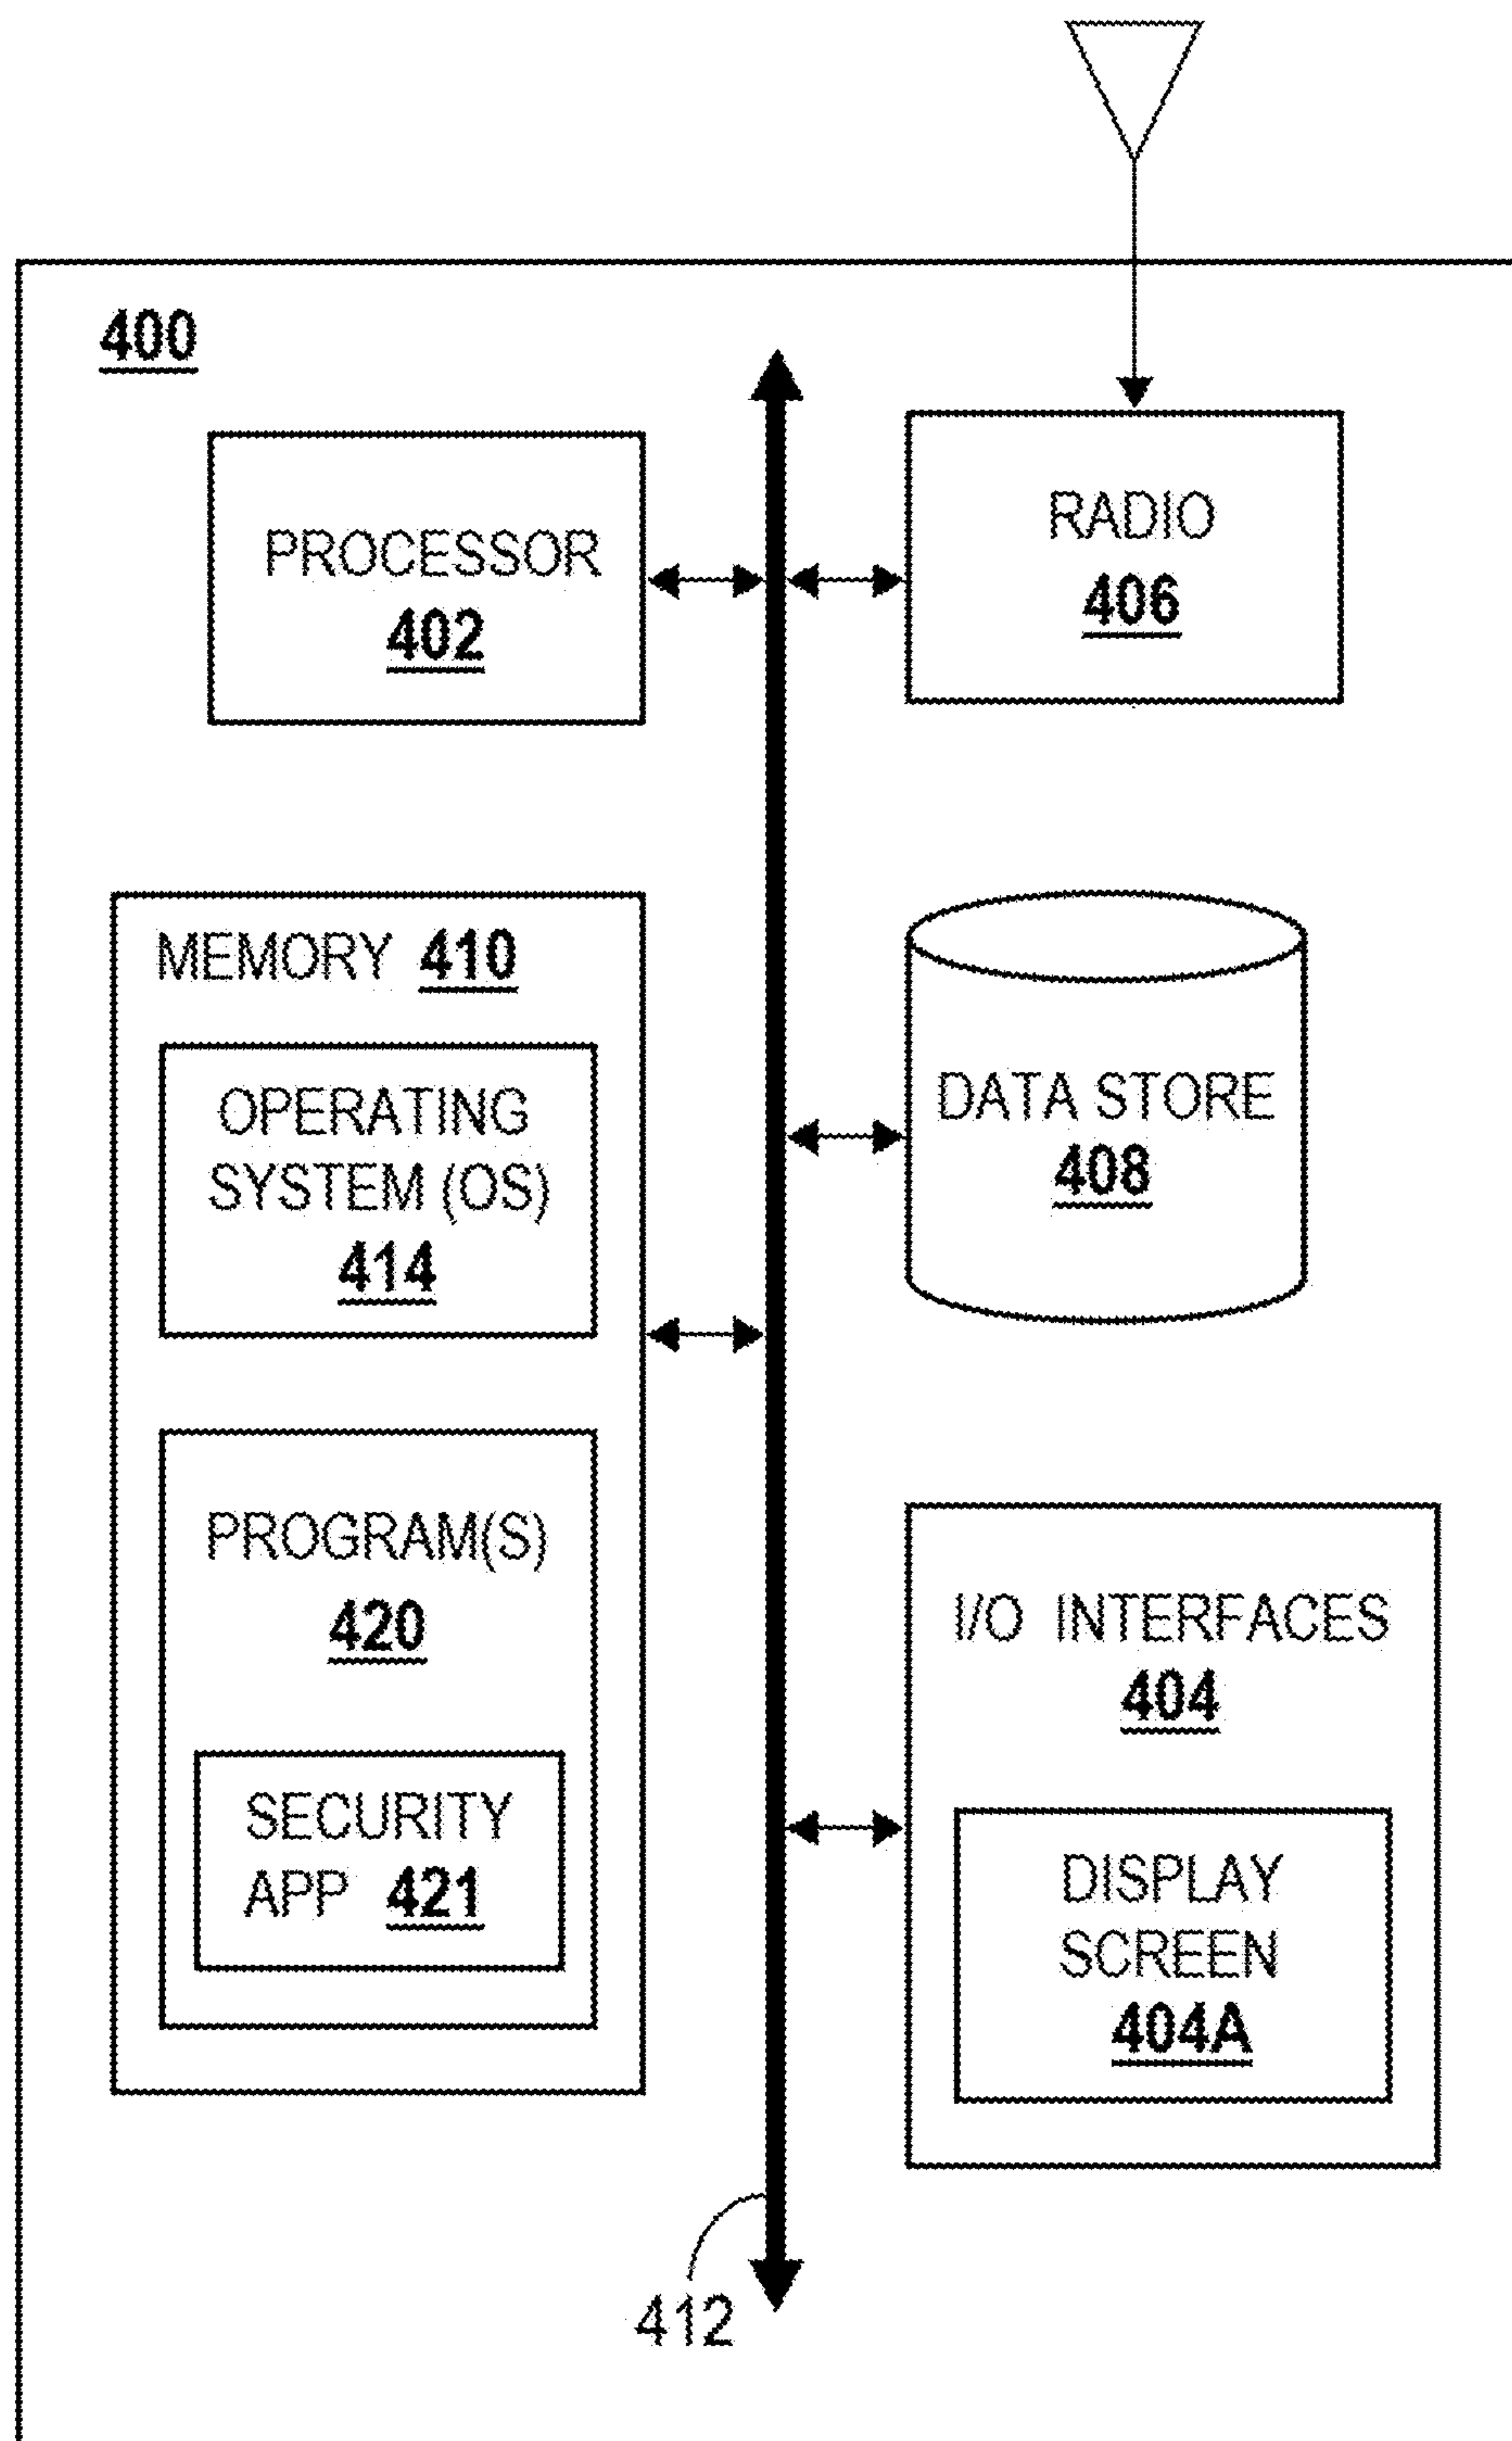 400
PROCESSOR
402
RADIO
406
MEMORY 410
OPERATING
SYSTEM (OS)
414
DATA STORE
408
PROGRAM(S)
420
SECURITY
APP 421
I/O INTERFACES
404
DISPLAY
SCREEN
404A
412